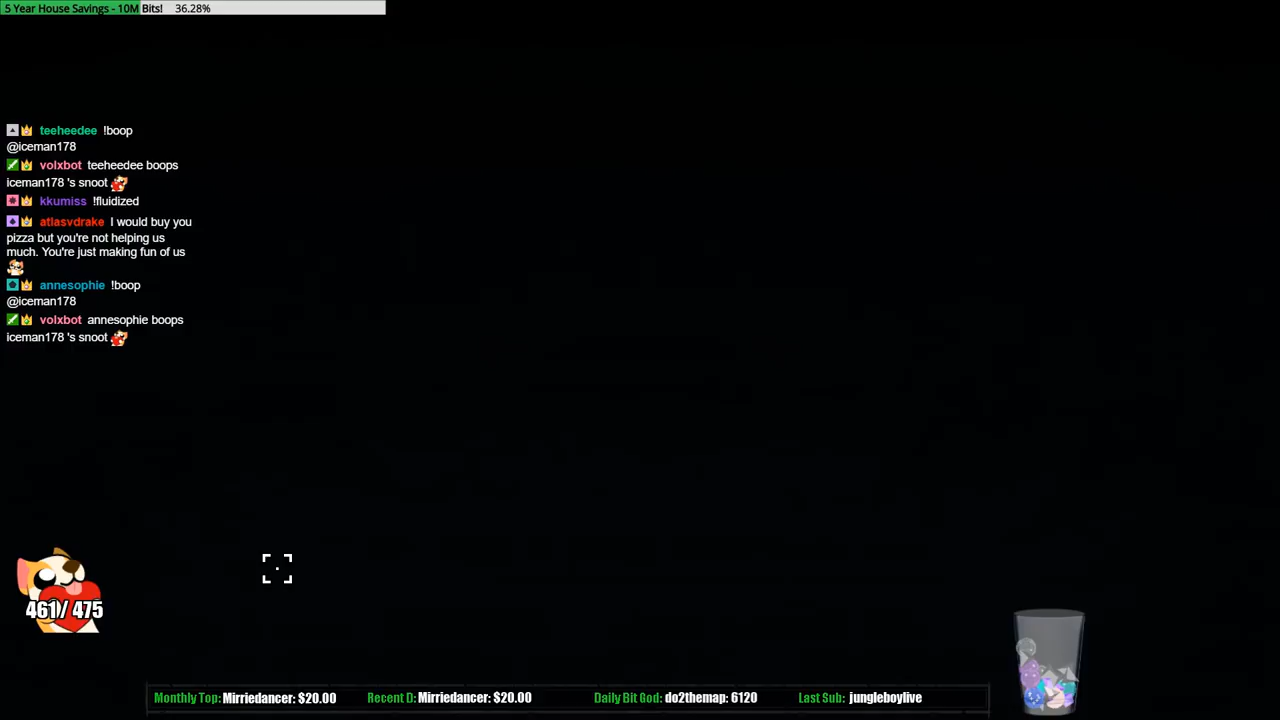 5 Year House Savings - 10M Bits! 36.28%
teeheedee !boop
@iceman178
volxbot teeheedee boops
iceman178 's snoot
kkumiss !fluidized
atlasvdrake I would buy you
pizza but you're not helping us
much. You're just making fun of us
annesophie !boop
@iceman178
volxbot annesophie boops
iceman178 's snoot
461/ 475
Monthly Top: Mirriedancer: $20.00 Recent D: Mirriedancer: $20.00 Daily Bit God: do2themap: 6120 Last Sub: jungleboylive